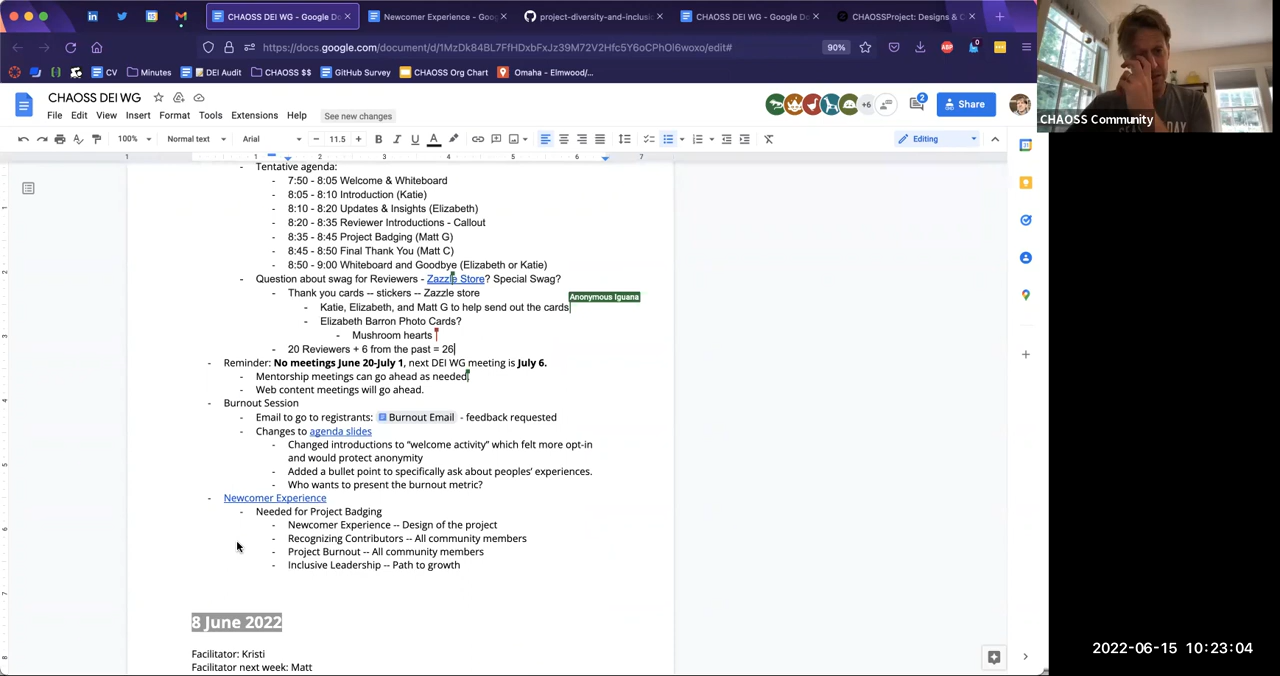 CHAOSS DEI WG - Google Do
Newcomer Experience - Goo
project-diversity-and-inclusi
CHAOSS DEI WG - Google Do
CHAOSSProject: Designs & C
https://docs.google.com/document/d/1MzDk84BL7FfHDxbFxJz39M72V2Hfc5Y6oCPhOl6woxo/edit#
90%
ABP
0
CV
Minutes
DEI Audit
CHAOSS $$
GitHub Survey
CHAOSS Org Chart
Omaha - Elmwood/...
CHAOSS DEI WG
File Edit View Insert Format Tools Extensions Help
See new changes
+6
2
Share
100%
Normal text
Arial
11.5
Editing
1 1 2 3 4 5 6 7
- Tentative agenda:
- 7:50 - 8:05 Welcome & Whiteboard
- 8:05 - 8:10 Introduction (Katie)
- 8:10 - 8:20 Updates & Insights (Elizabeth)
- 8:20 - 8:35 Reviewer Introductions - Callout
- 8:35 - 8:45 Project Badging (Matt G)
- 8:45 - 8:50 Final Thank You (Matt C)
- 8:50 - 9:00 Whiteboard and Goodbye (Elizabeth or Katie)
- Question about swag for Reviewers - Zazzle Store? Special Swag?
- Thank you cards -- stickers -- Zazzle store
Anonymous Iguana
- Katie, Elizabeth, and Matt G to help send out the cards
- Elizabeth Barron Photo Cards?
- Mushroom hearts
- 20 Reviewers + 6 from the past = 26
- Reminder: No meetings June 20-July 1, next DEI WG meeting is July 6.
- Mentorship meetings can go ahead as needed.
- Web content meetings will go ahead.
- Burnout Session
- Email to go to registrants: Burnout Email - feedback requested
- Changes to agenda slides
- Changed introductions to “welcome activity” which felt more opt-in
and would protect anonymity
- Added a bullet point to specifically ask about peoples’ experiences.
- Who wants to present the burnout metric?
- Newcomer Experience
- Needed for Project Badging
- Newcomer Experience -- Design of the project
- Recognizing Contributors -- All community members
- Project Burnout -- All community members
- Inclusive Leadership -- Path to growth
8 June 2022
Facilitator: Kristi
Facilitator next week: Matt
CHAOSS Community
2022-06-15 10:23:04